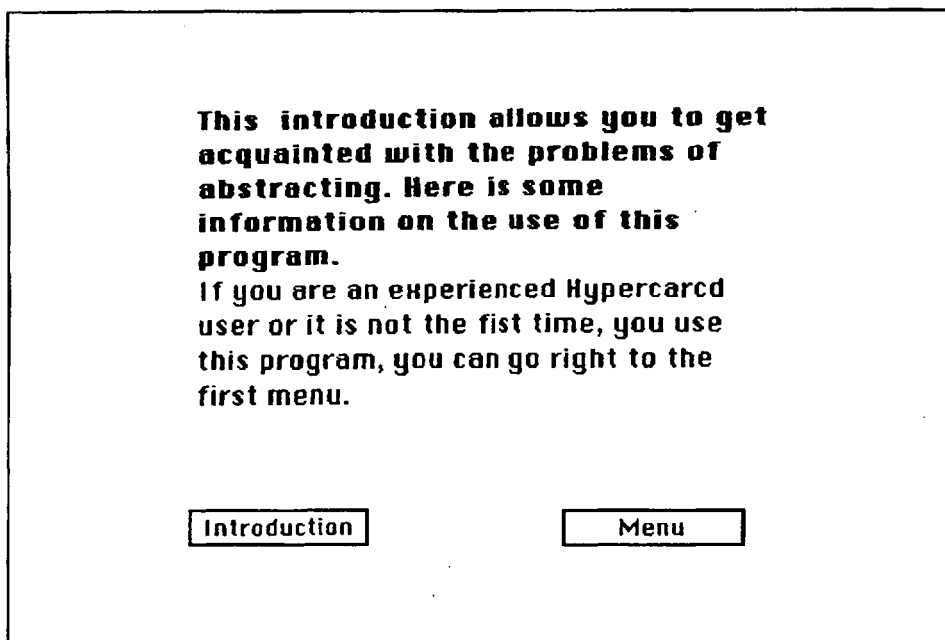 This introduction allows you to get
acquainted with the problems of
abstracting. Here is some
information on the use of this
program.
If you are an experienced Hypercarcd
user or it is not the fist time, you use
this program, you can go right to the
first menu.
Introduction Menu